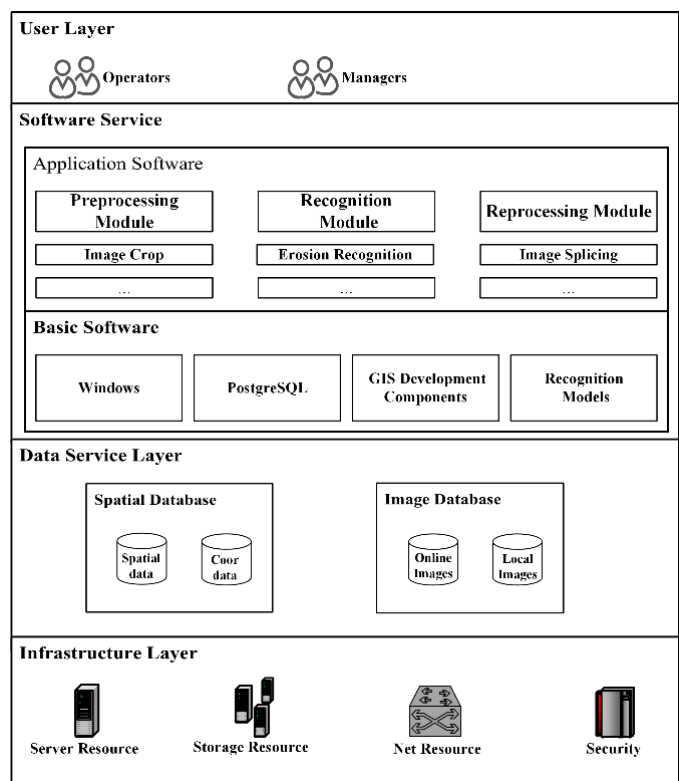 User Layer
Operators
Managers
Software Service
Application Software
Preprocessing
Module
Recognition
Module
Reprocessing Module
Image Crop
Erosion Recognition
Image Splicing
...
...
...
Basic Software
Windows
PostgreSQL
GIS Development
Components
Recognition
Models
Data Service Layer
Spatial Database
Spatial
data
Coor
data
Image Database
Online
Images
Local
Images
Infrastructure Layer
Server Resource
Storage Resource
Net Resource
Security